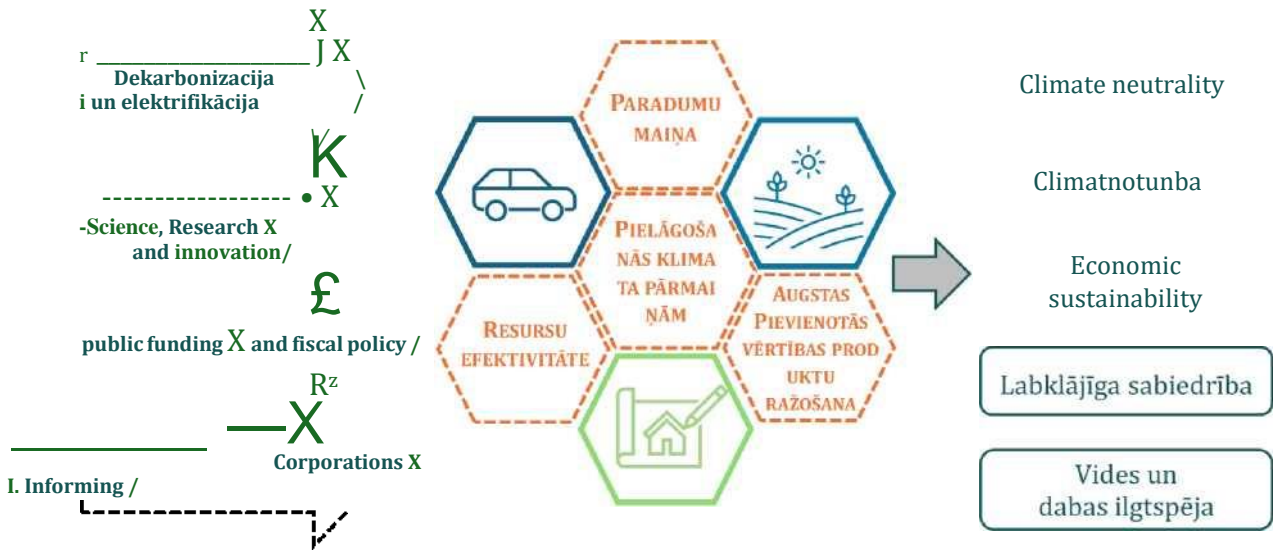 X
r ____________________ J X
Dekarbonizacija \
i un elektrifikācija /
K
------------------ • X
-Science, Research X
and innovation/
£
public funding X and fiscal policy /
Rz
—X
Corporations X
I. Informing /
PARADUMU
MAIŅA
PIELĀGOŠA
NĀS KLIMA
TA PĀRMAI
ŅĀM
RESURSU
EFEKTIVITĀTE
AUGSTAS
PIEVIENOTĀS
VĒRTĪBAS PROD
UKTU
RAŽOŠANA
Climate neutrality
Climatnotunba
Economic
sustainability
Labklājīga sabiedrība
Vides un
dabas ilgtspēja